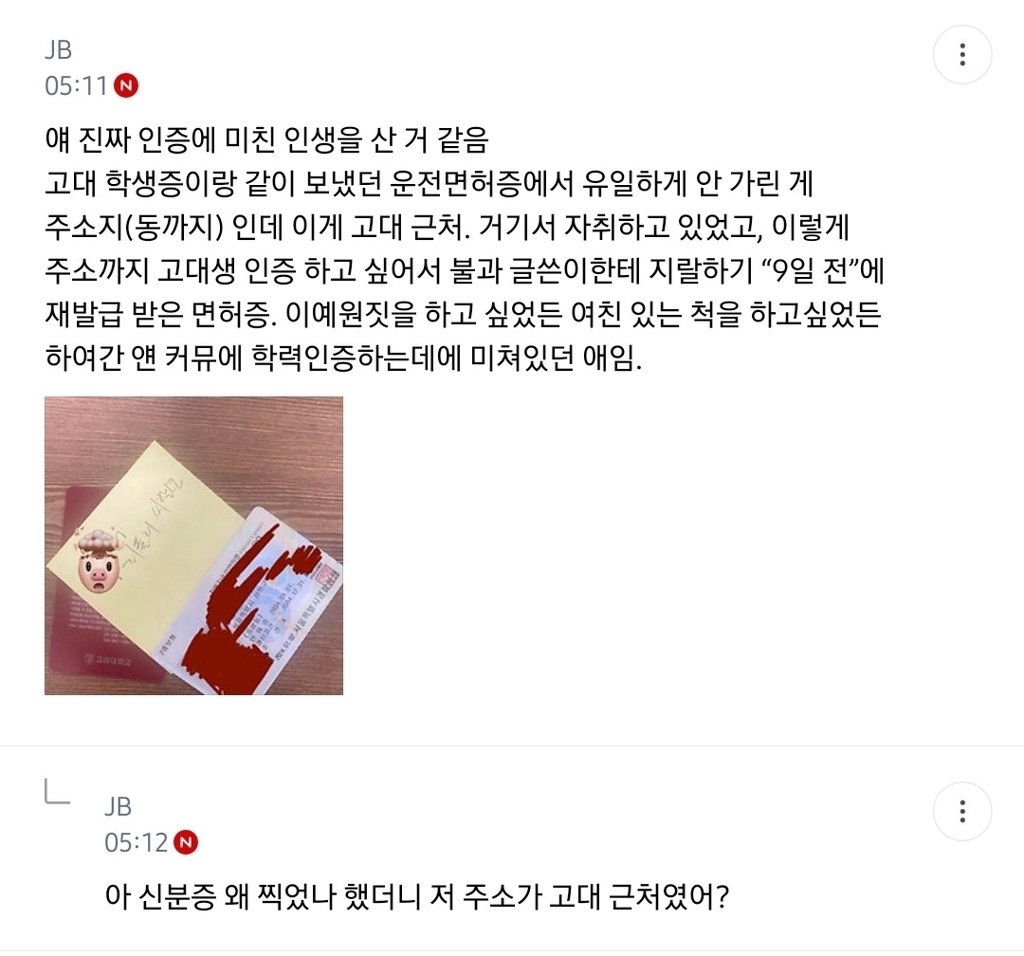 JB
05:11 N
얘 진짜 인증에 미친 인생을 산 거 같음
고대 학생증이랑 같이 보냈던 운전면허증에서 유일하게 안 가린 게
주소지(동까지) 인데 이게 고대 근처. 거기서 자취하고 있었고, 이렇게
주소까지 고대생 인증 하고 싶어서 불과 글쓴이한테 지랄하기 “9일 전”에
재발급 받은 면허증. 이예원짓을 하고 싶었든 여친 있는 척을 하고싶었든
하여간 얜 커뮤에 학력인증하는데에 미쳐있던 애임.
고려대학교
JB
05:12 N
아 신분증 왜 찍었나 했더니 저 주소가 고대 근처였어?